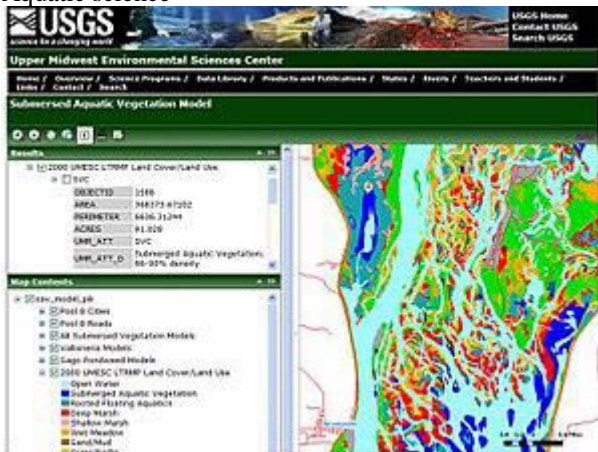 Aquatic science
USGS
science for a changing world
USGS Home
Contact USGS
Search USGS
Upper Midwest Environmental Sciences Center
Home / Overview / Science Programs / Data Library / Products and Publications / States / Rivers / Teachers and Students /
Links / Contact / Search
Submersed Aquatic Vegetation Model
Results
2000 UMESC LTRMP Land Cover/Land Use
SVC
OBJECTID 1586
AREA
PERIMETER
ACRES 91.028
UMR_ATT SVC
UMR_ATT_D Submerged Aquatic Vegetation,
density
Map Contents
Pool 8 Cities
Pool 8 Roads
All Submersed Vegetation Models
Vallisneria Models
Sago Pondweed Models
2000 UMESC LTRMP Land Cover/Land Use
Open Water
Submerged Aquatic Vegetation
Rooted Floating Aquatics
Deep Marsh
Shallow Marsh
Wet Meadow
Sand/Mud